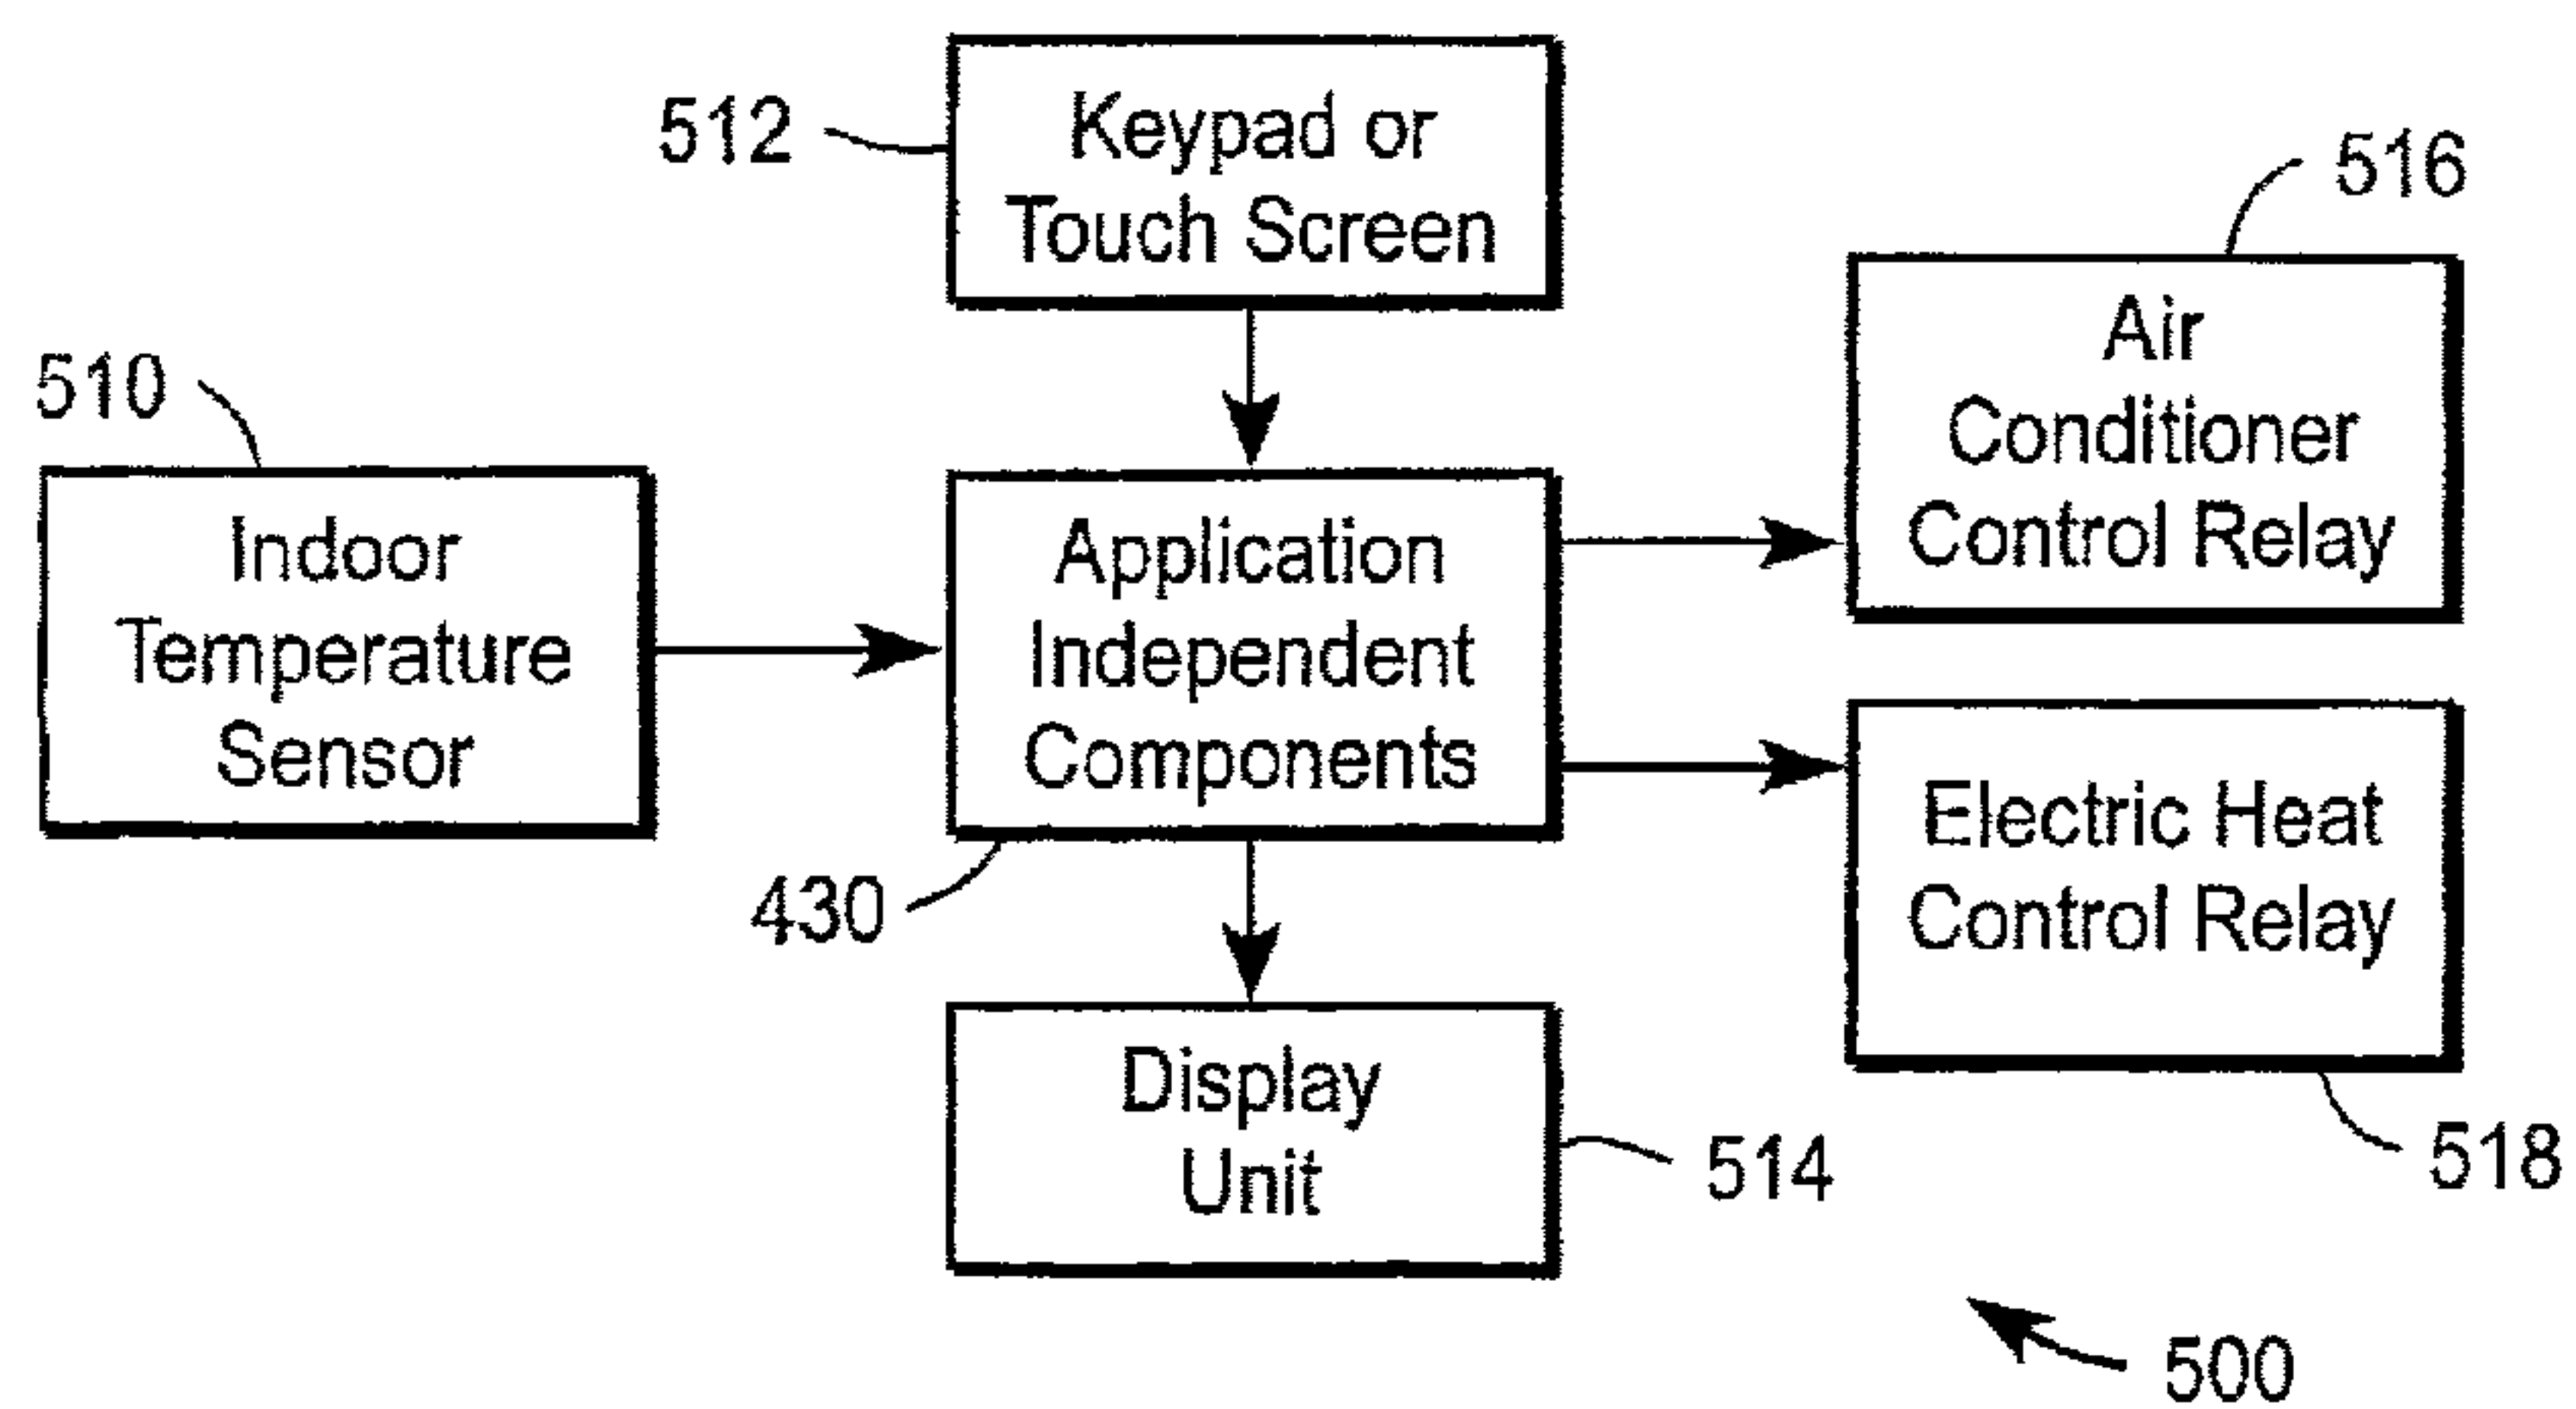 512
Keypad or
Touch Screen
516
Air
Conditioner
Control Relay
510
Indoor
Temperature
Sensor
Application
Independent
Components
430
Electric Heat
Control Relay
518
Display
Unit
514
500